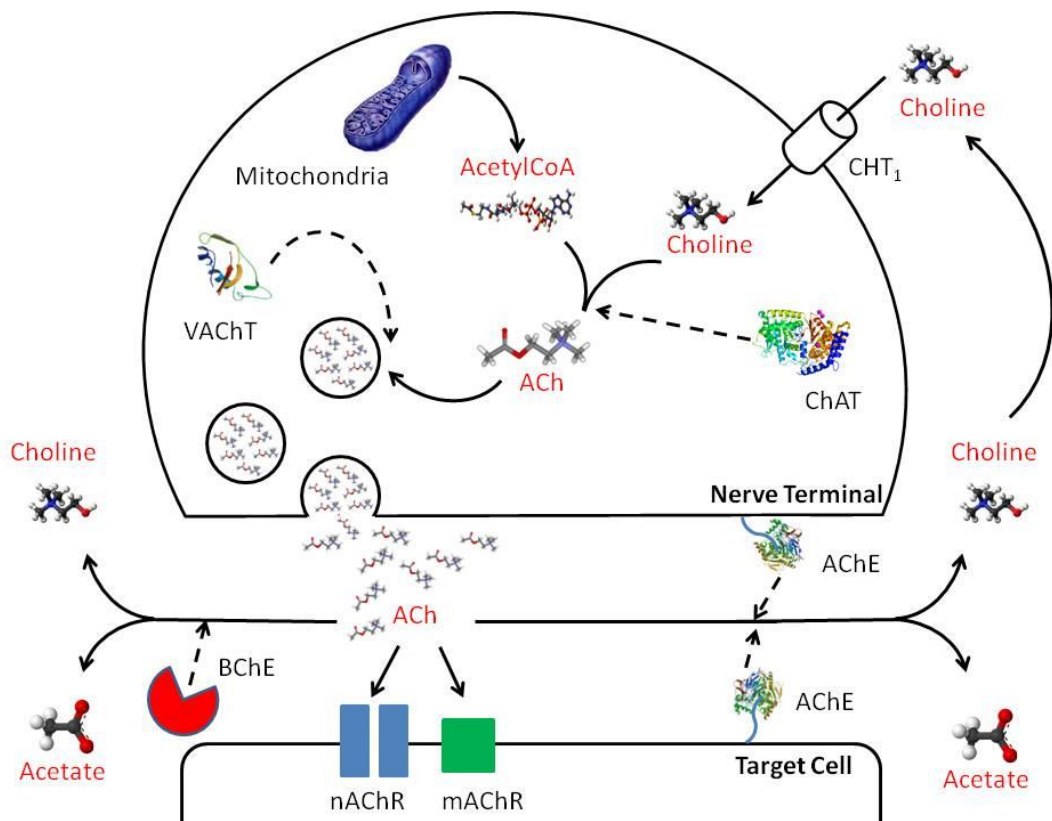 Choline
CHT1
AcetylCoA
Mitochondria
Choline
VAChT
ACh
ChAT
Choline
Choline
Nerve Terminal
AChE
ACh
BChE
AChE
Target Cell
Acetate
Acetate
nAChR
mAChR